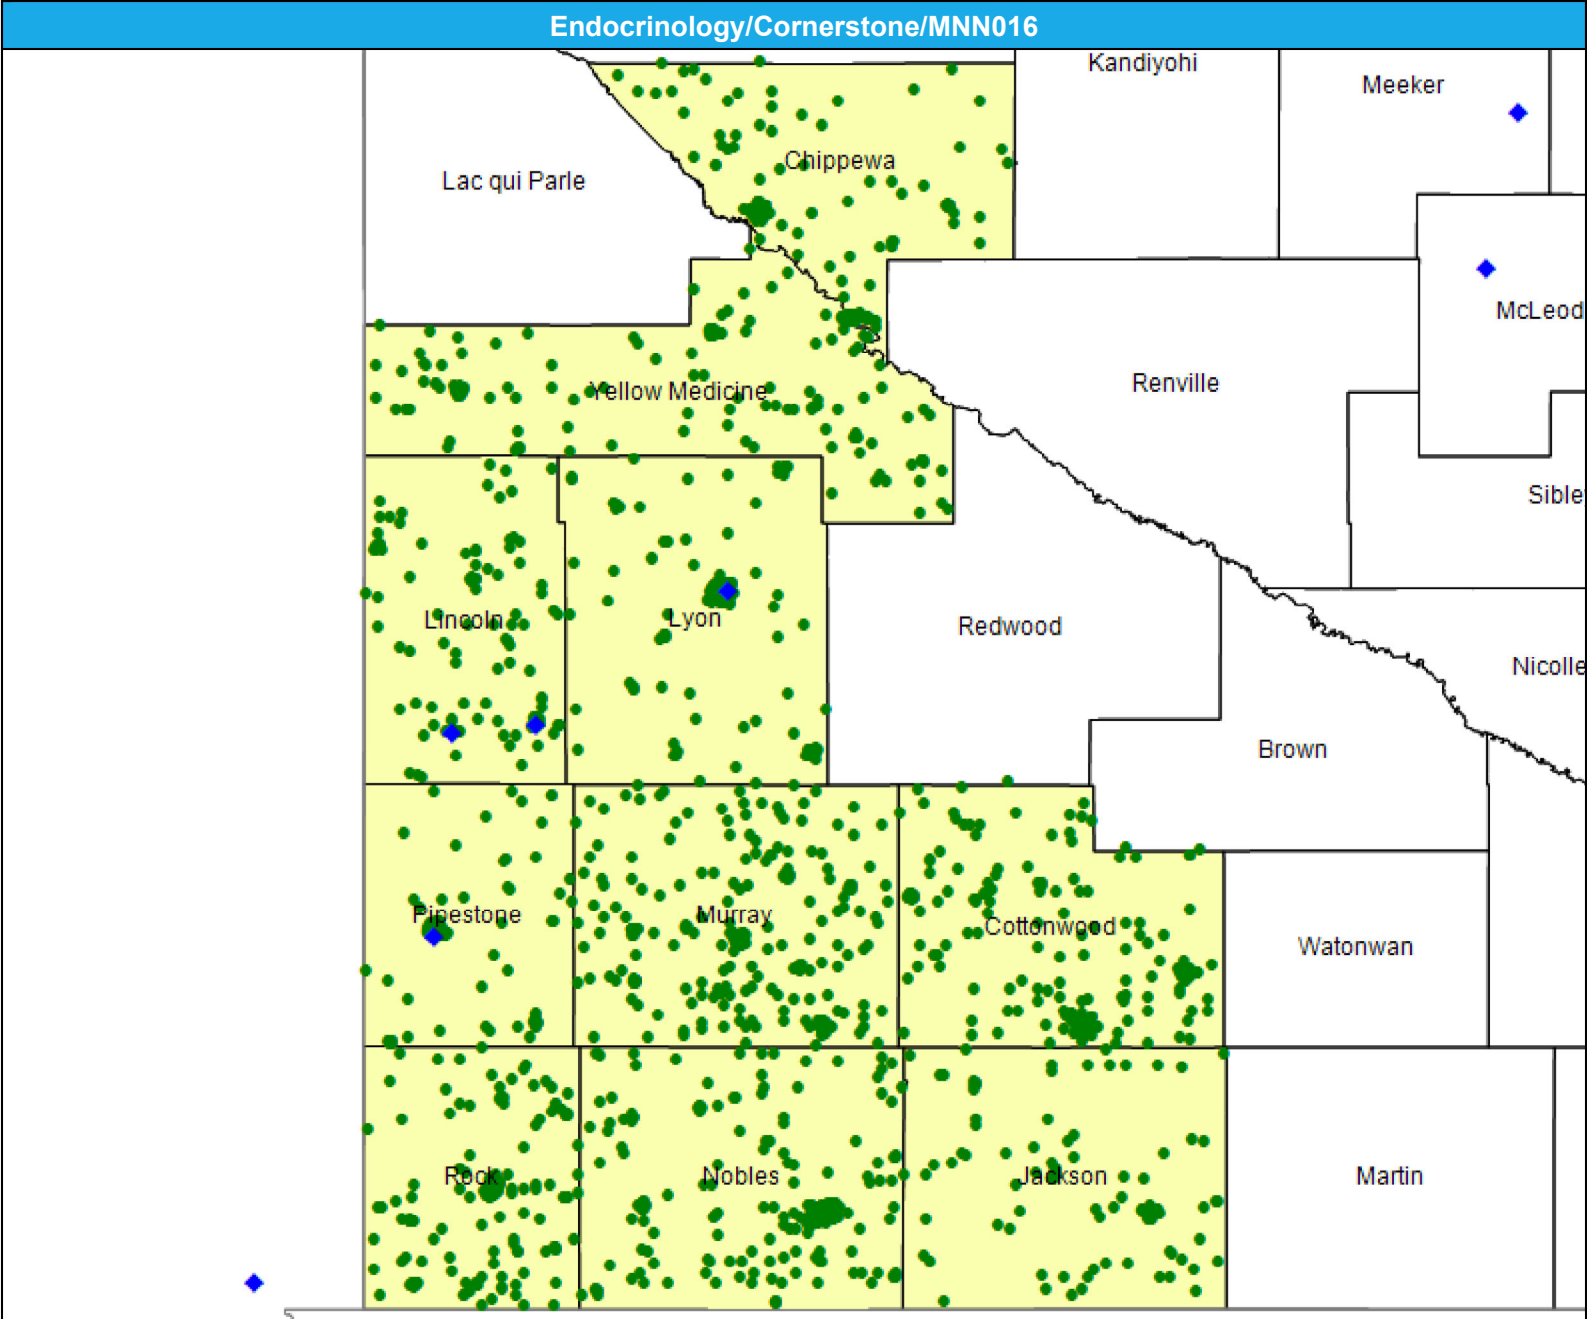 Endocrinology/Cornerstone/MNN016
Kandiyohi
Meeker
Chippewa
Lac qui Parle
McLeod
Renville
Yellow Medicine
Sible
Lincoln
Lyon
Redwood
Nicolle
Brown
Pipestone
Murray
Cottonwood
Watonwan
Rock
Nobles
Jackson
Martin